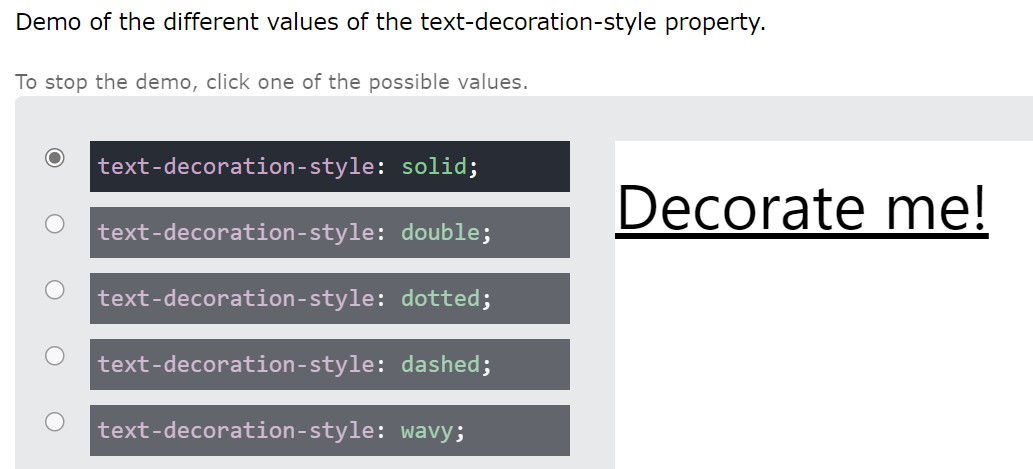 Demo of the different values of the text-decoration-style property.
To stop the demo, click one of the possible values.
text-decoration-style: solid;
text-decoration-style: double;
text-decoration-style: dotted;
text-decoration-style: dashed;
text-decoration-style: wavy;
Decorate me!